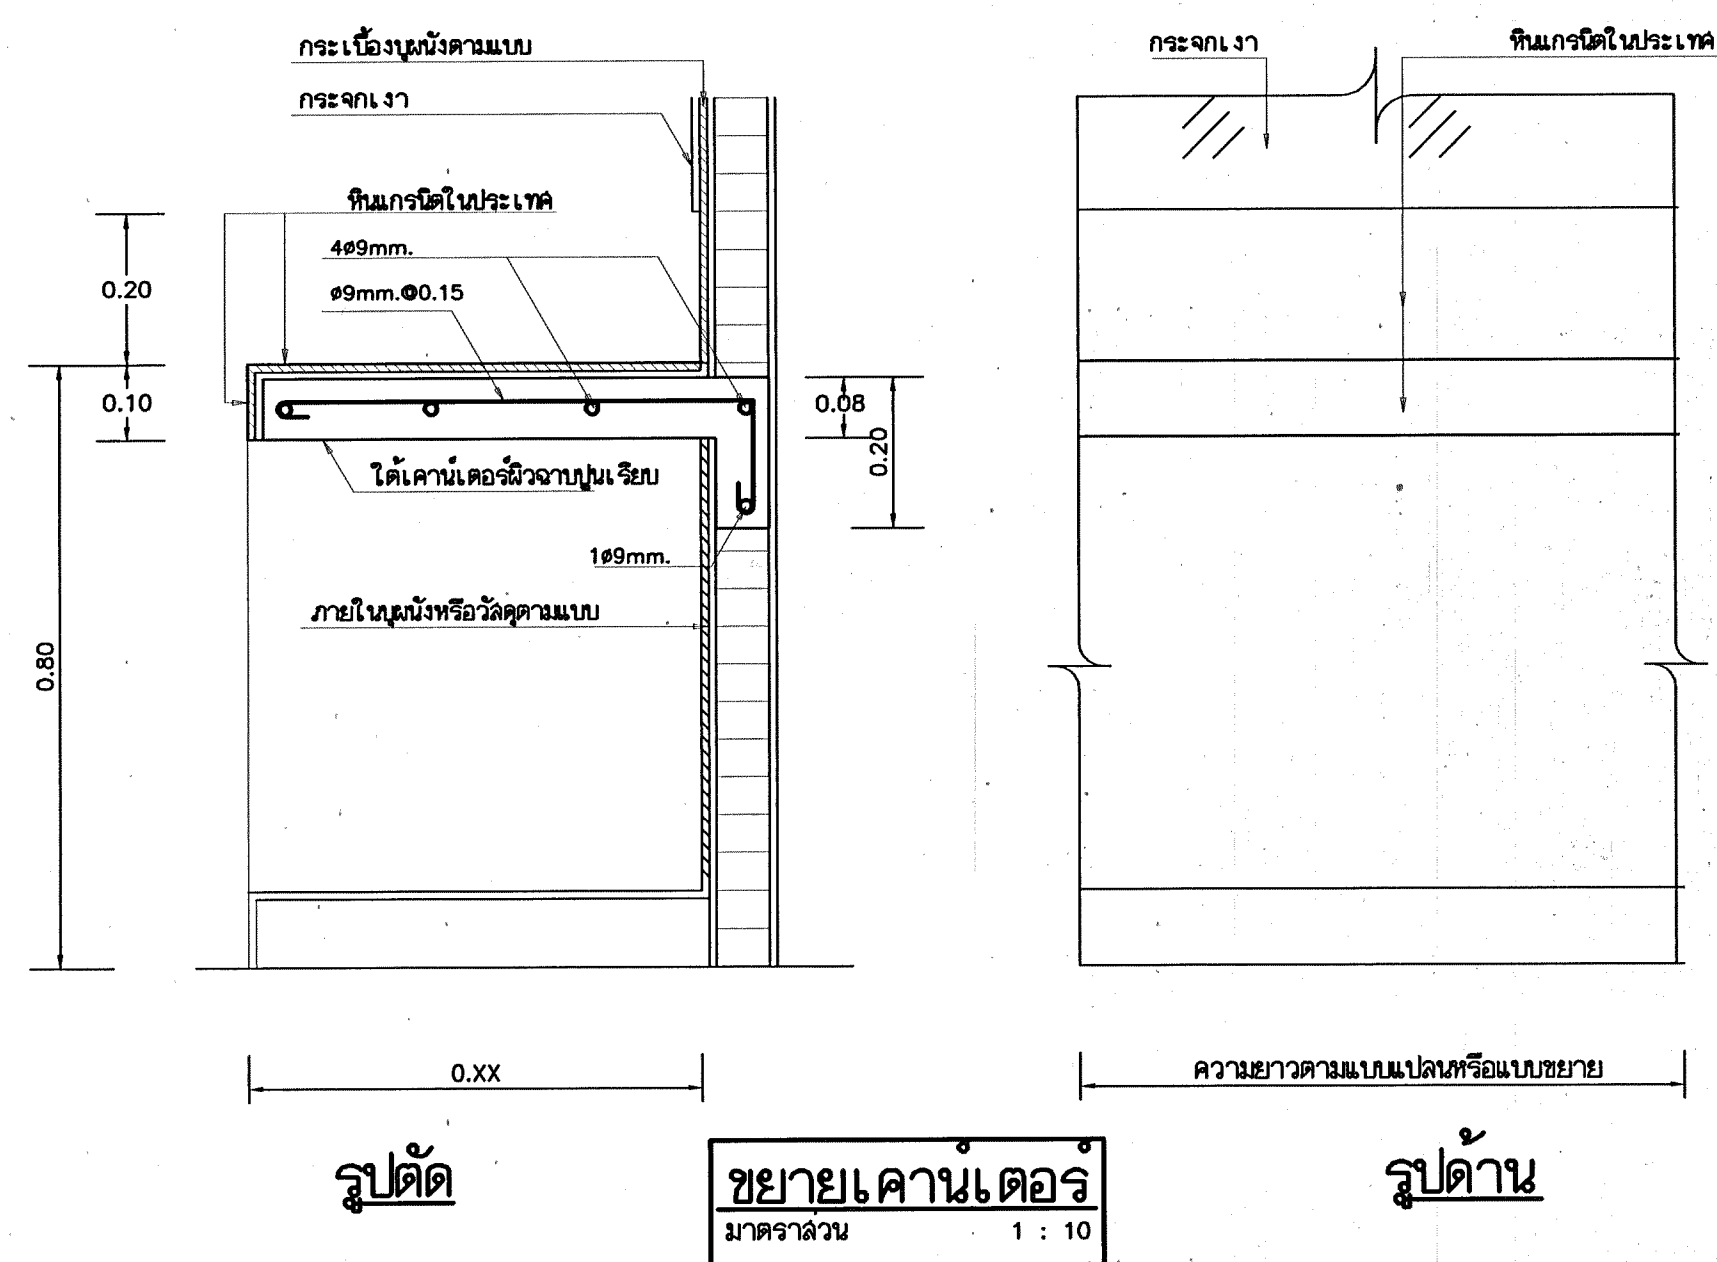 กระเบื้องบุผนังตามแบบ
กระจกเงา
หินแกรนิตในประเทศ
4ø9mm.
ø9mm.@0.15
0.20
0.10
0.80
0.08
0.20
ใต้เคาน์เตอร์ผิวฉาบปูนเรียบ
1ø9mm.
ภายในบุผนังหรือวัสดุตามแบบ
0.XX
รูปตัด
กระจกเงา
หินแกรนิตในประเทศ
ความยาวตามแบบแปลนหรือแบบขยาย
รูปด้าน
ขยายเคาน์เตอร์
มาตราส่วน 1 : 10